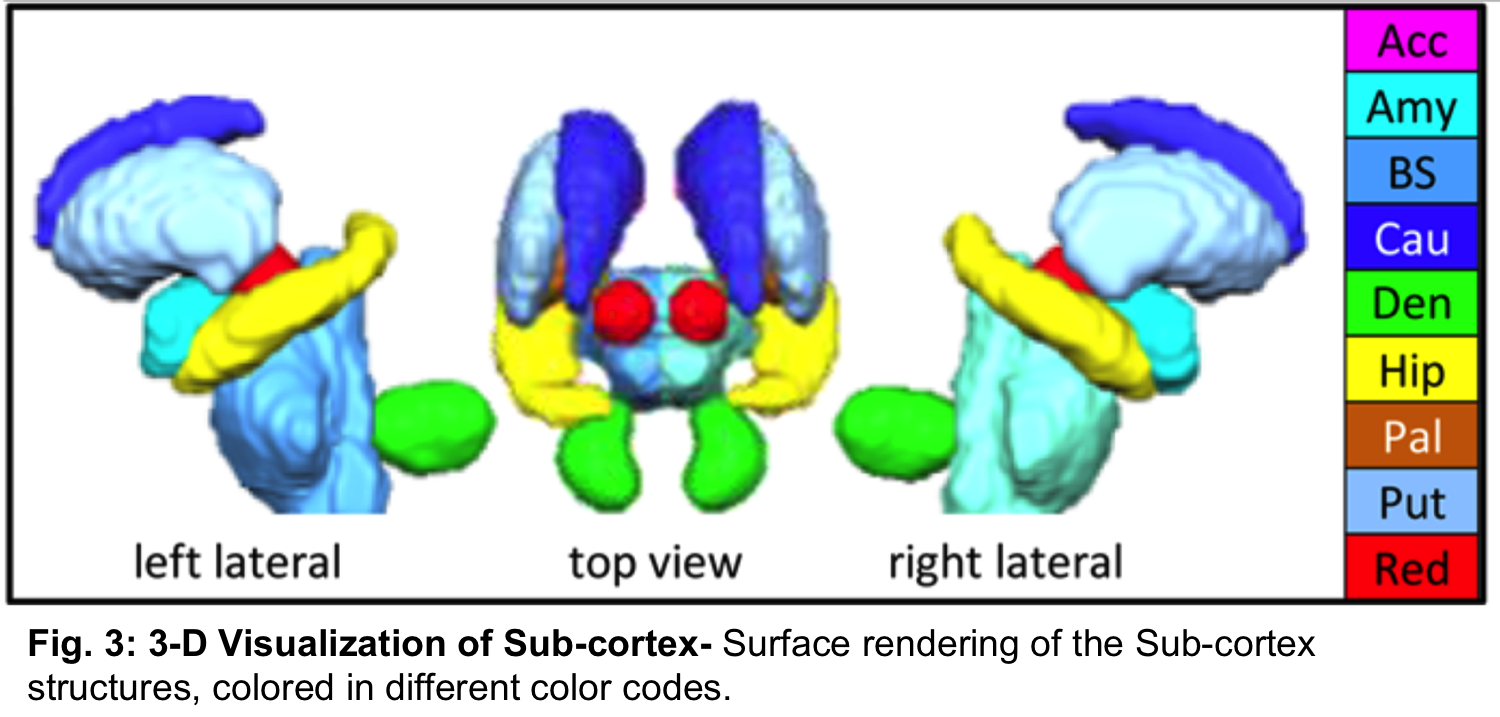 Acc
Amy
BS
Cau
Den
Hip
Pal
Put
Red
left lateral
top view
right lateral
Fig. 3: 3-D Visualization of Sub-cortex- Surface rendering of the Sub-cortex
structures, colored in different color codes.